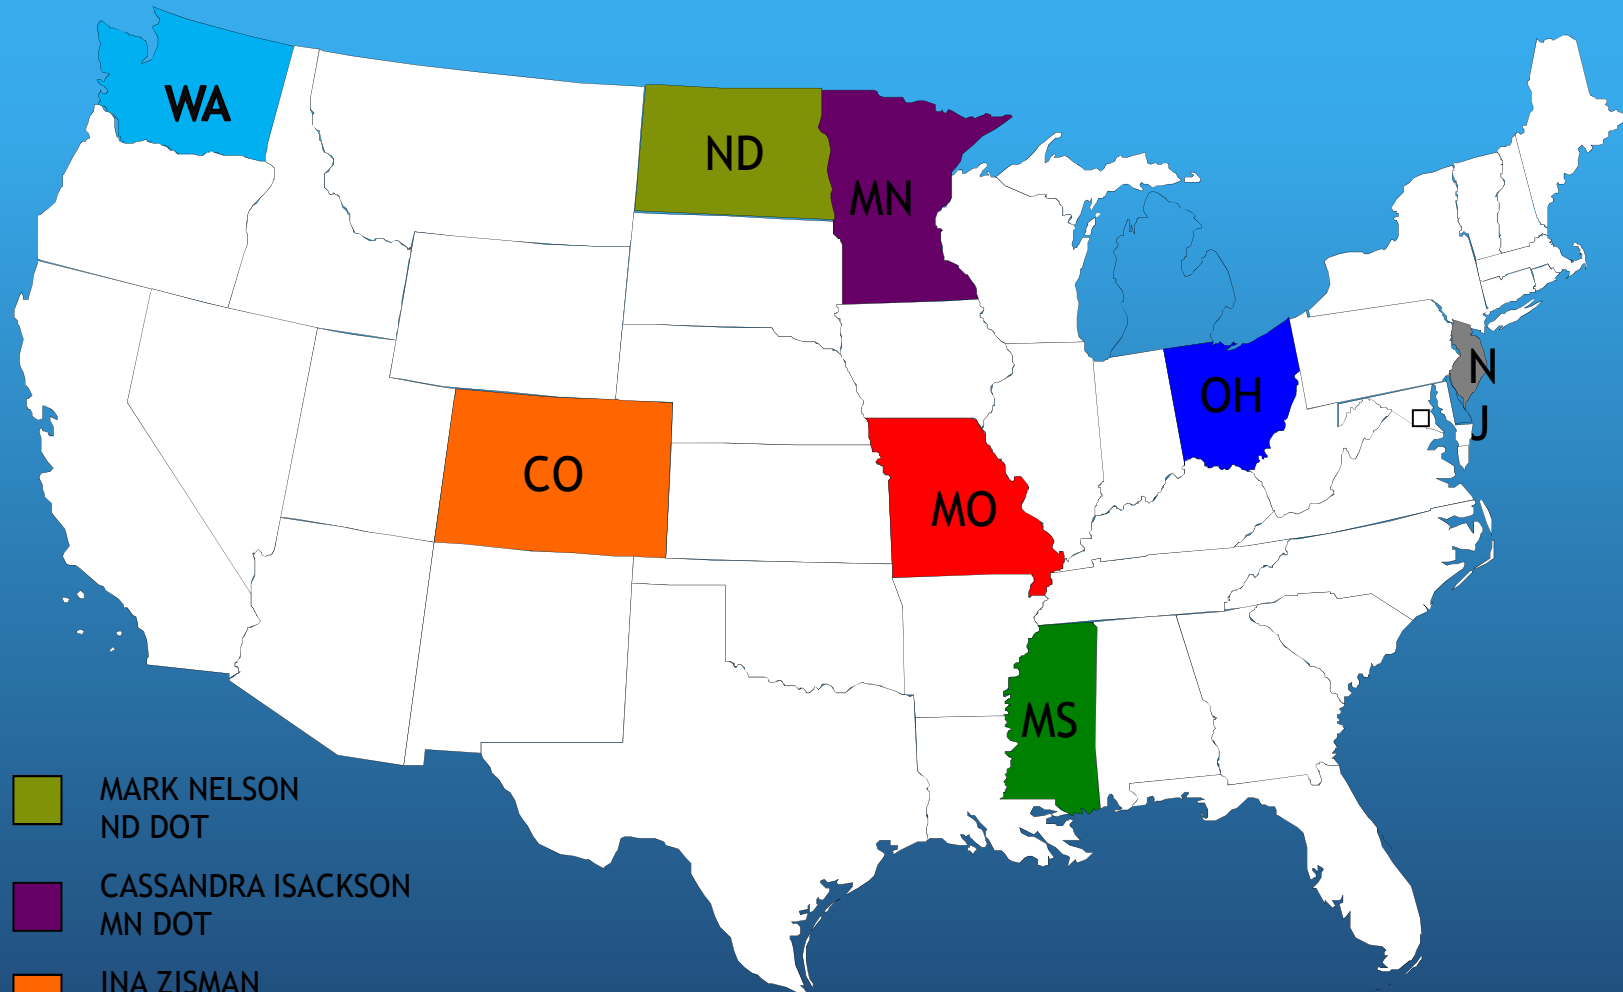 WA
ND
MN
OH
N
J
CO
MO
MS
MARK NELSON
ND DOT
CASSANDRA ISACKSON
MN DOT
INA ZISMAN